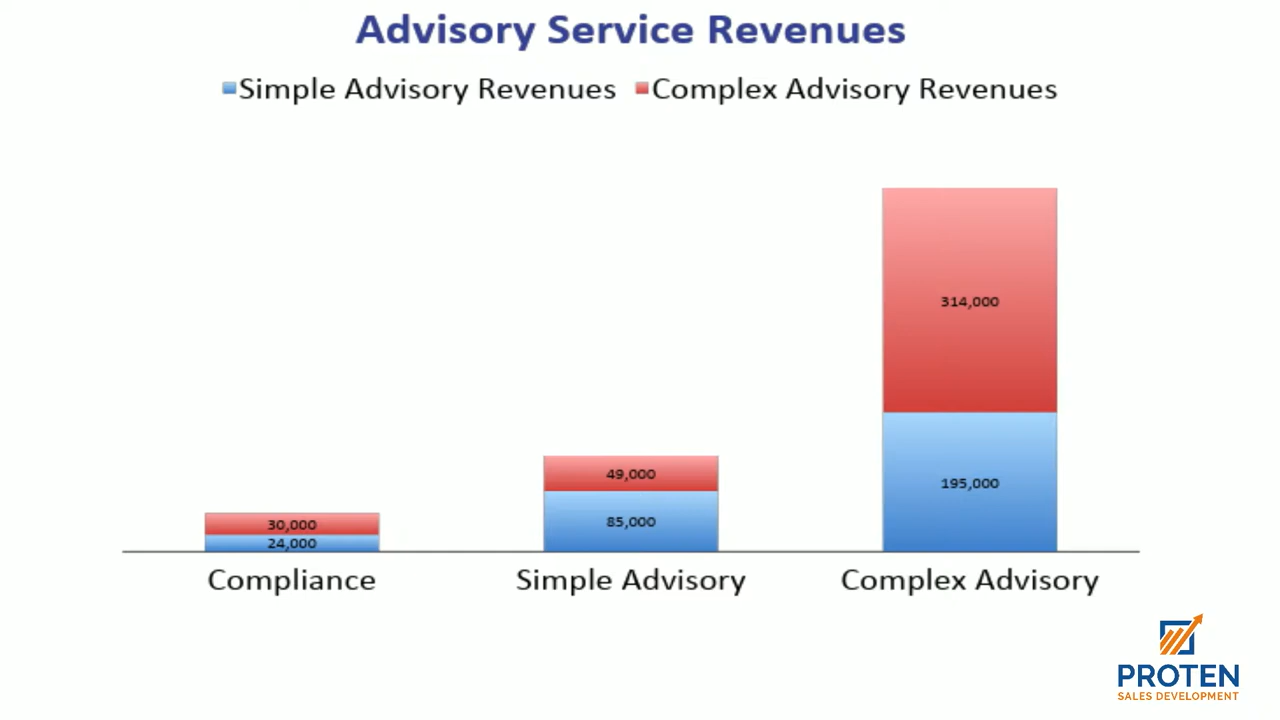 Advisory Service Revenues
Simple Advisory Revenues Complex Advisory Revenues
314,000
195,000
49,000
85,000
30,000
24,000
Compliance Simple Advisory Complex Advisory
PROTEN
SALES DEVELOPMENT